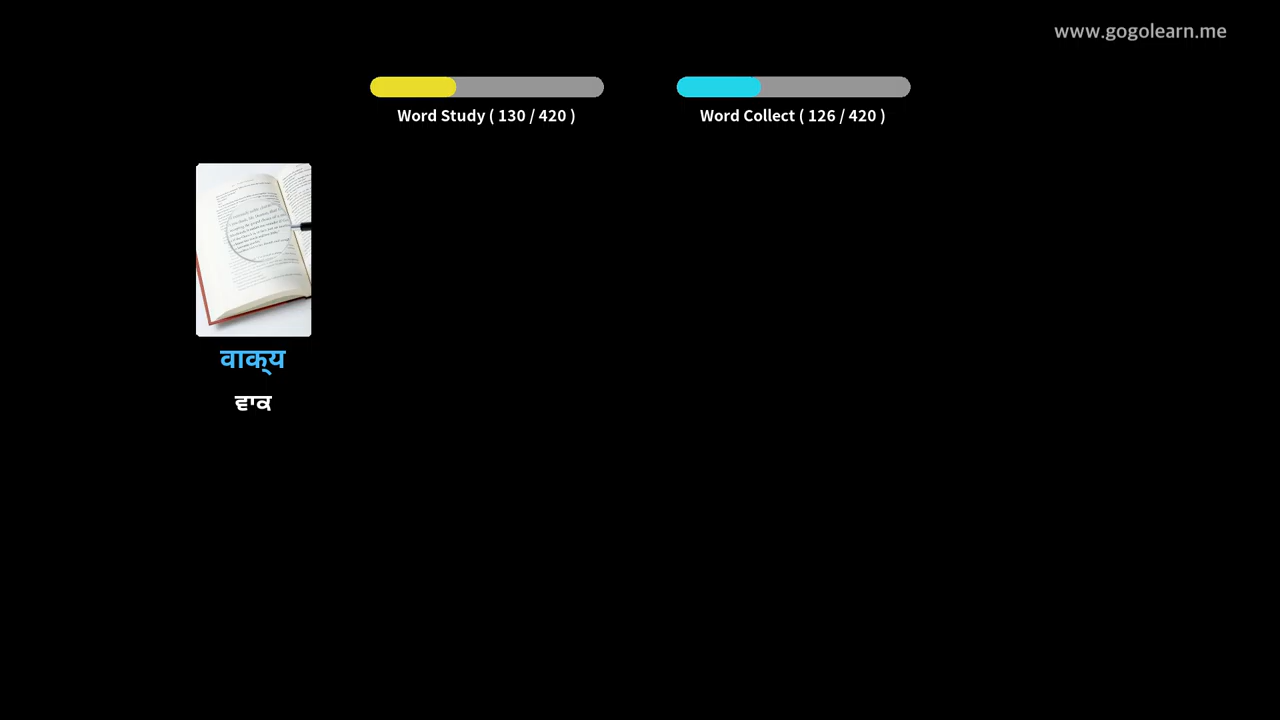 www.gogolearn.me
Word Study ( 130 / 420 )
Word Collect ( 126 / 420 )
वाक्य
ਵਾਕ